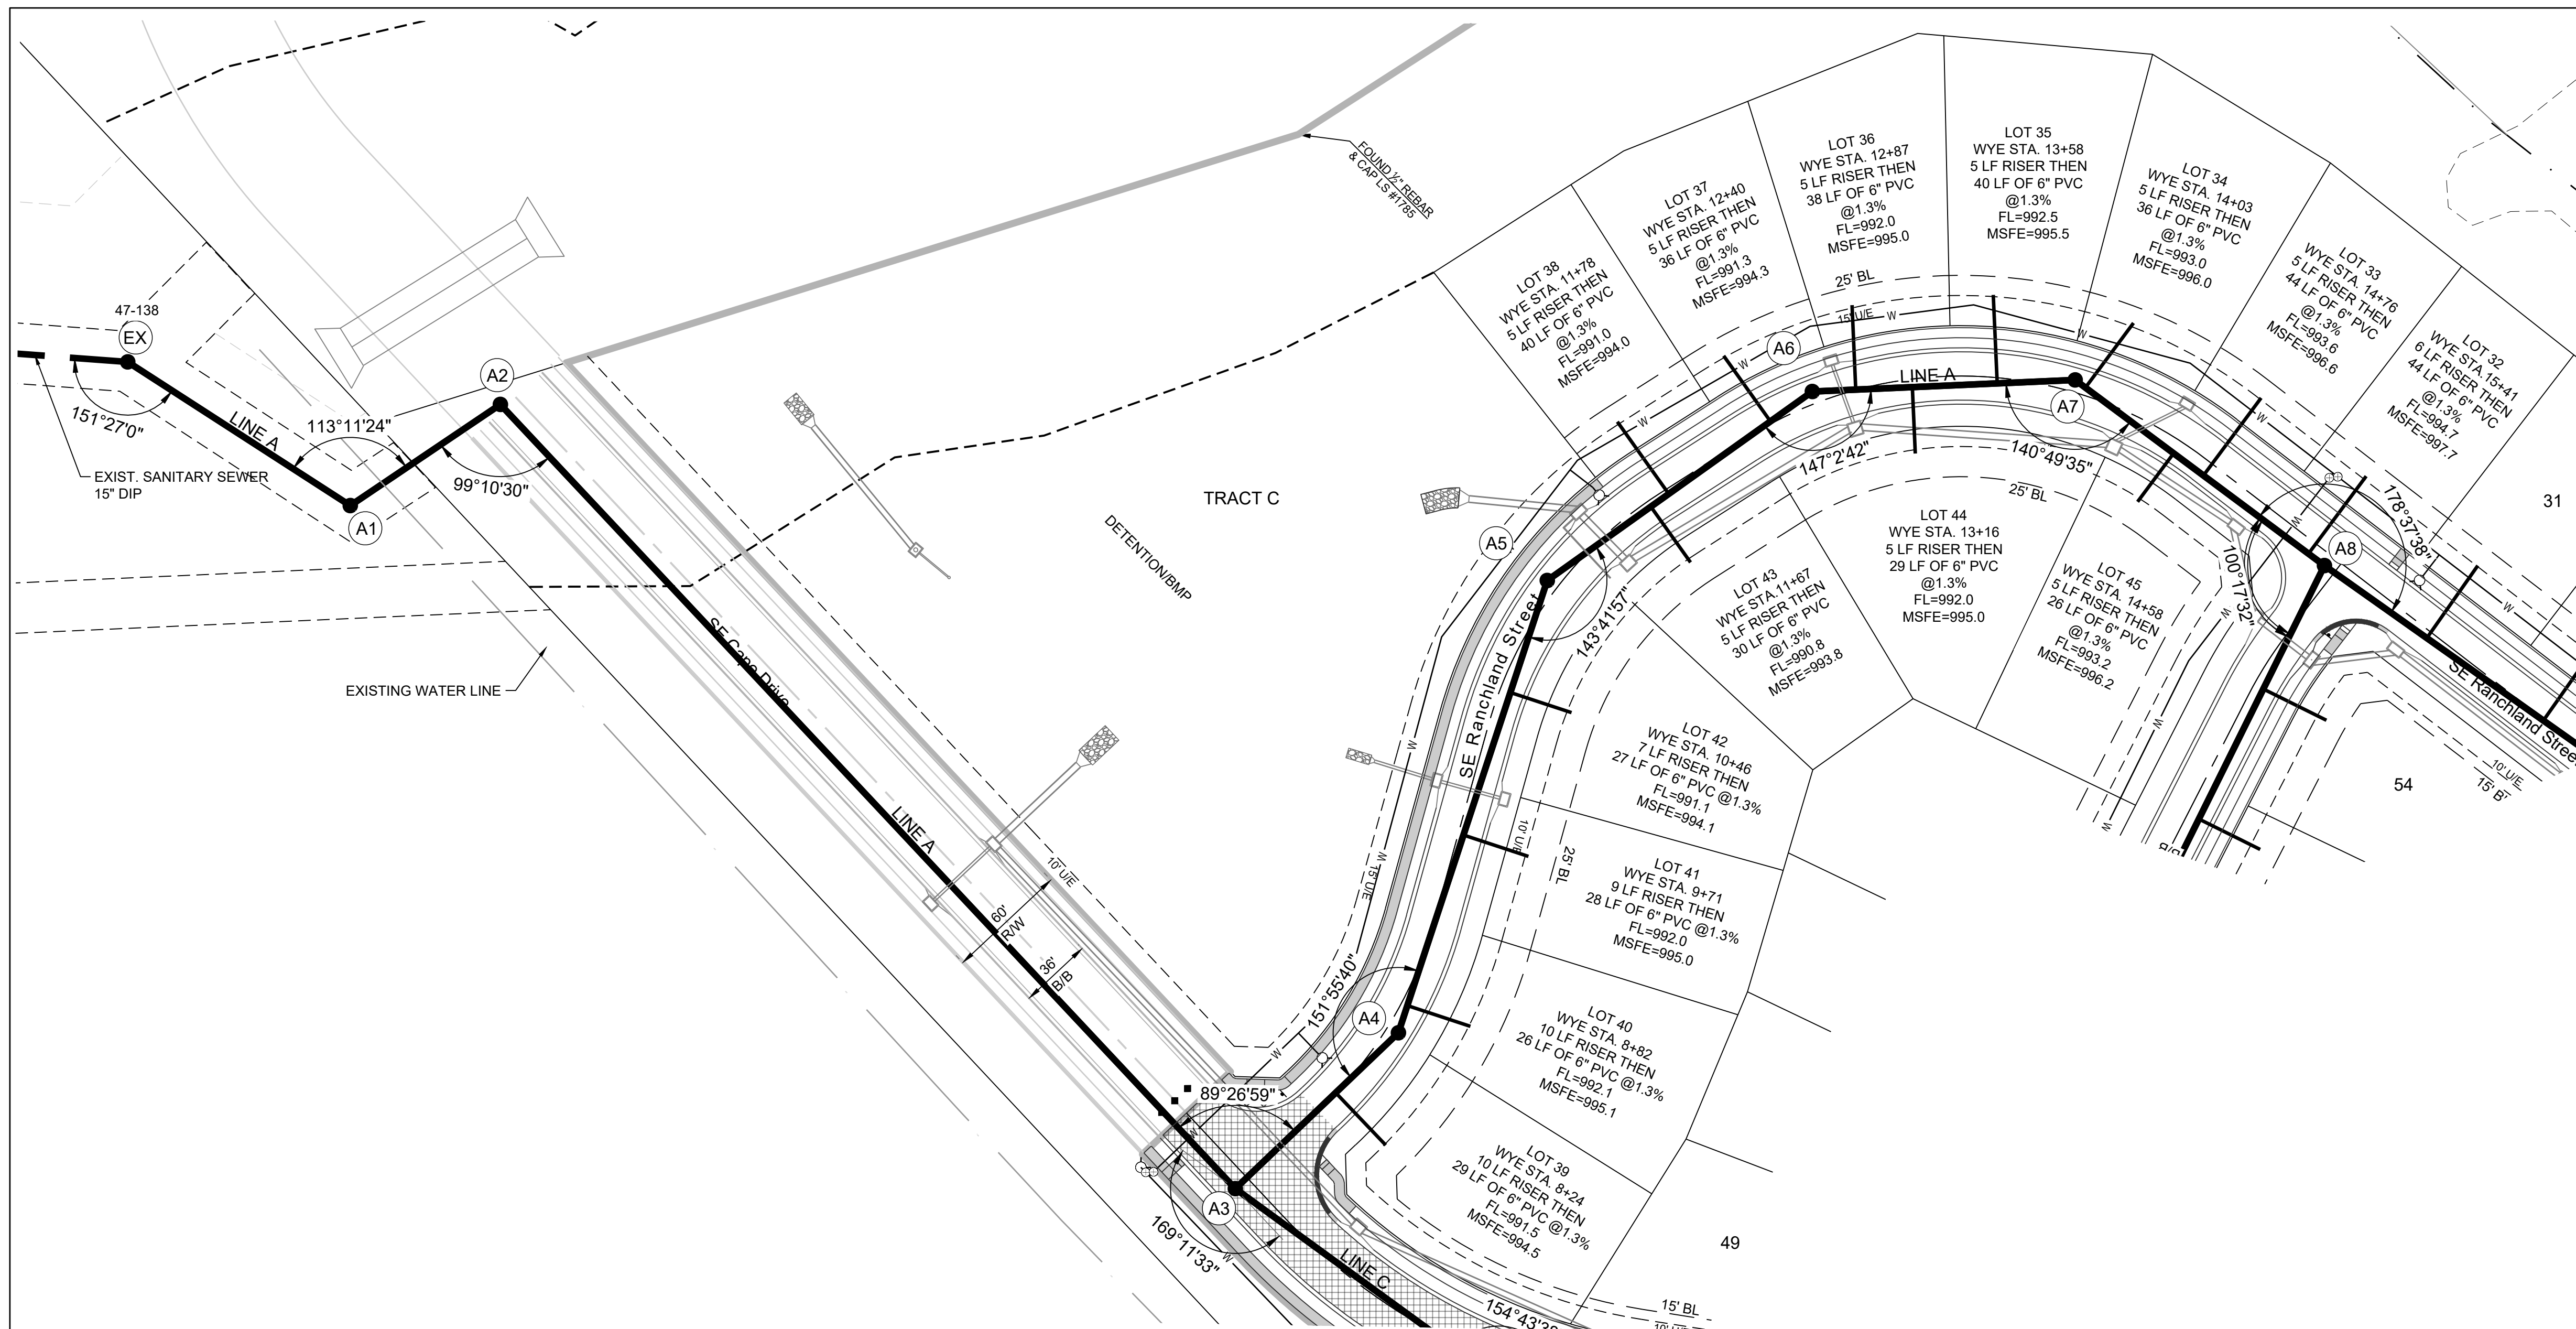 47-138
EX
151°27'0"
LINE A
113°11'24"
A2
99°10'30"
A1
EXIST. SANITARY SEWER
15" DIP
EXISTING WATER LINE
FOUND ½" REBAR
& CAP LS #1785
TRACT C
DETENTION/BMP
SE Cape Drive
LINE A
60'
R/W
36'
B/B
10' U/E
89°26'59"
A3
169°11'33"
W
W
W
LINE C
154°43'3
15' BL
151°55'40"
A4
W
15' U/E
W
SE Ranchland Street
A5
143°41'57"
10' U/E
25' BL
LOT 38
WYE STA. 11+78
5 LF RISER THEN
40 LF OF 6" PVC
@1.3%
FL=991.0
MSFE=994.0
LOT 37
WYE STA. 12+40
5 LF RISER THEN
36 LF OF 6" PVC
@1.3%
FL=991.3
MSFE=994.3
LOT 36
WYE STA. 12+87
5 LF RISER THEN
38 LF OF 6" PVC
@1.3%
FL=992.0
MSFE=995.0
LOT 35
WYE STA. 13+58
5 LF RISER THEN
40 LF OF 6" PVC
@1.3%
FL=992.5
MSFE=995.5
LOT 34
WYE STA. 14+03
5 LF RISER THEN
36 LF OF 6" PVC
@1.3%
FL=993.0
MSFE=996.0
LOT 33
WYE STA. 14+76
5 LF RISER THEN
44 LF OF 6" PVC
@1.3%
FL=993.6
MSFE=996.6
LOT 32
WYE STA.15+41
6 LF RISER THEN
44 LF OF 6" PVC
@1.3%
FL=994.7
MSFE=997.7
31
25' BL
15' U/E
W
W
W
W
A6
LINE A
A7
147°2'42"
140°49'35"
25' BL
W
W
178°37'38"
A8
100°17'32"
W
W
W
W
LOT 43
WYE STA.11+67
5 LF RISER THEN
30 LF OF 6" PVC
@1.3%
FL=990.8
MSFE=993.8
LOT 44
WYE STA. 13+16
5 LF RISER THEN
29 LF OF 6" PVC
@1.3%
FL=992.0
MSFE=995.0
LOT 45
WYE STA. 14+58
5 LF RISER THEN
26 LF OF 6" PVC
@1.3%
FL=993.2
MSFE=996.2
LOT 42
WYE STA. 10+46
7 LF RISER THEN
27 LF OF 6" PVC @1.3%
FL=991.1
MSFE=994.1
LOT 41
WYE STA. 9+71
9 LF RISER THEN
28 LF OF 6" PVC @1.3%
FL=992.0
MSFE=995.0
LOT 40
WYE STA. 8+82
10 LF RISER THEN
26 LF OF 6" PVC @1.3%
FL=992.1
MSFE=995.1
LOT 39
WYE STA. 8+24
10 LF RISER THEN
29 LF OF 6" PVC @1.3%
FL=991.5
MSFE=994.5
49
SE Ranchland Stree
10' U/E
15' B
54
B/B